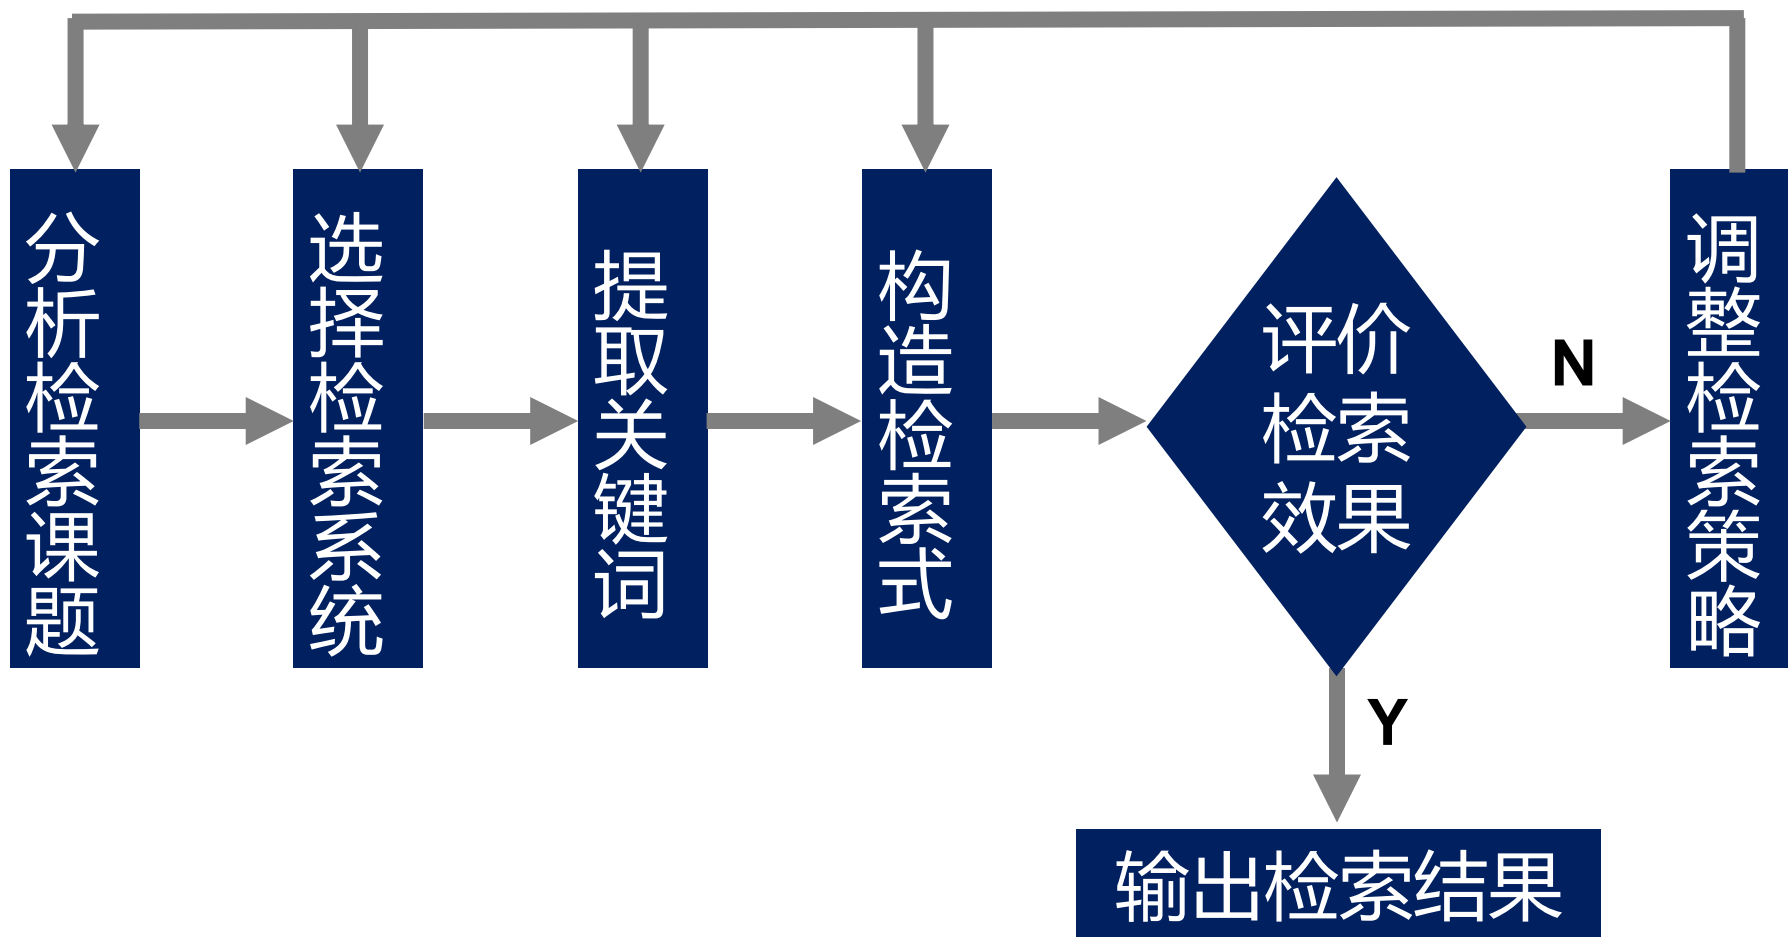 分析检索课题
选择检索系统
提取关键词
构造检索式
评价
检索
效果
N
调整检索策略
Y
输出检索结果